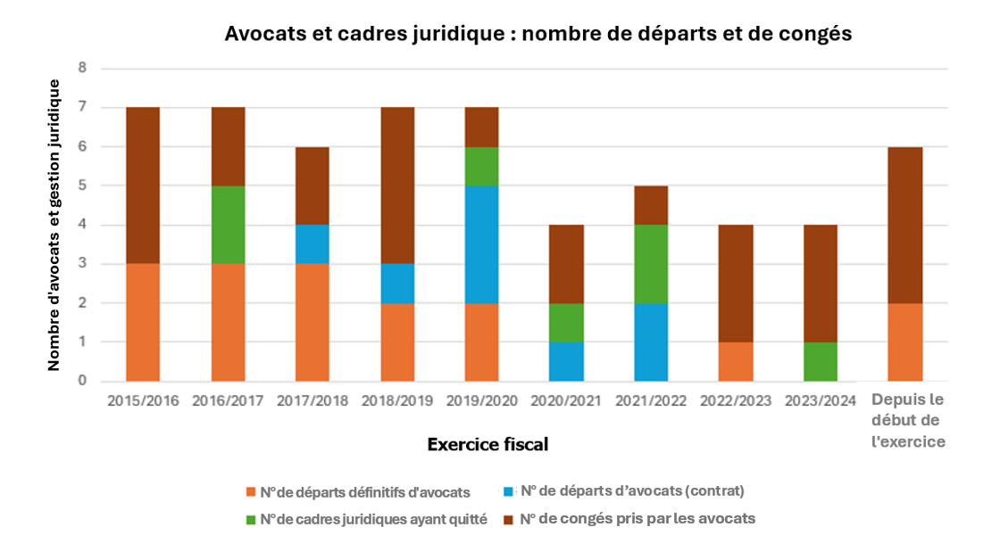 Avocats et cadres juridique : nombre de départs et de congés
Nombre d'avocats et gestion juridique
8
7
6
5
4
3
2
1
0
2015/2016 2016/2017 2017/2018 2018/2019 2019/2020 2020/2021 2021/2022 2022/2023 2023/2024 Depuis le
début de
l'exercice
Exercice fiscal
N° de départs définitifs d'avocats N° de départs d’avocats (contrat)
N° de cadres juridiques ayant quitté N° de congés pris par les avocats